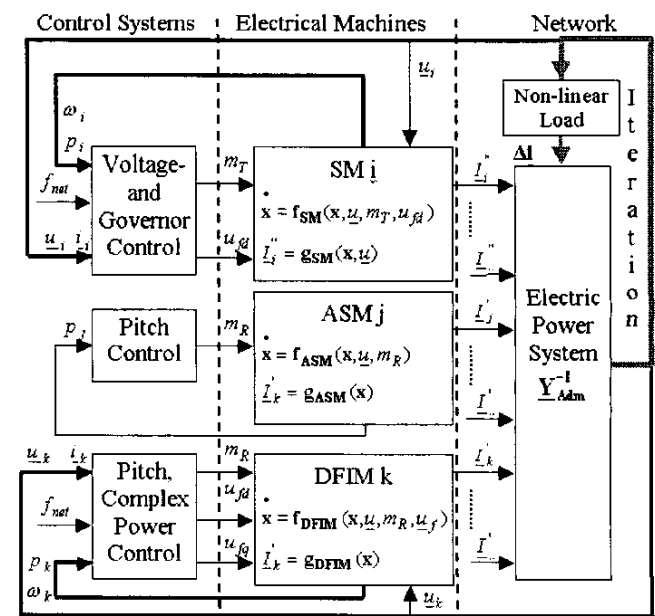 Control Systems Electrical Machines Network
u_i
ω_i
p_i
f_net
u_i i_i
Voltage-
and
Governor
Control
m_T
u_fd
SM i
ẋ = f_SM(x,u,m_T,u_fd)
I_i'' = g_SM(x,u)
I_i''
I''
Non-linear
Load
ΔI
Iteration
p_j
Pitch
Control
m_R
ASM j
ẋ = f_ASM(x,u,m_R)
I_k' = g_ASM(x)
I_j'
I'
Electric
Power
System
Y_Adm^-1
u_k i_k
f_net
p_k
ω_k
Pitch,
Complex
Power
Control
m_R
u_fd
u_fq
DFIM k
ẋ = f_DFIM(x,u,m_R,u_f)
I_k' = g_DFIM(x)
I_k'
I'
u_k